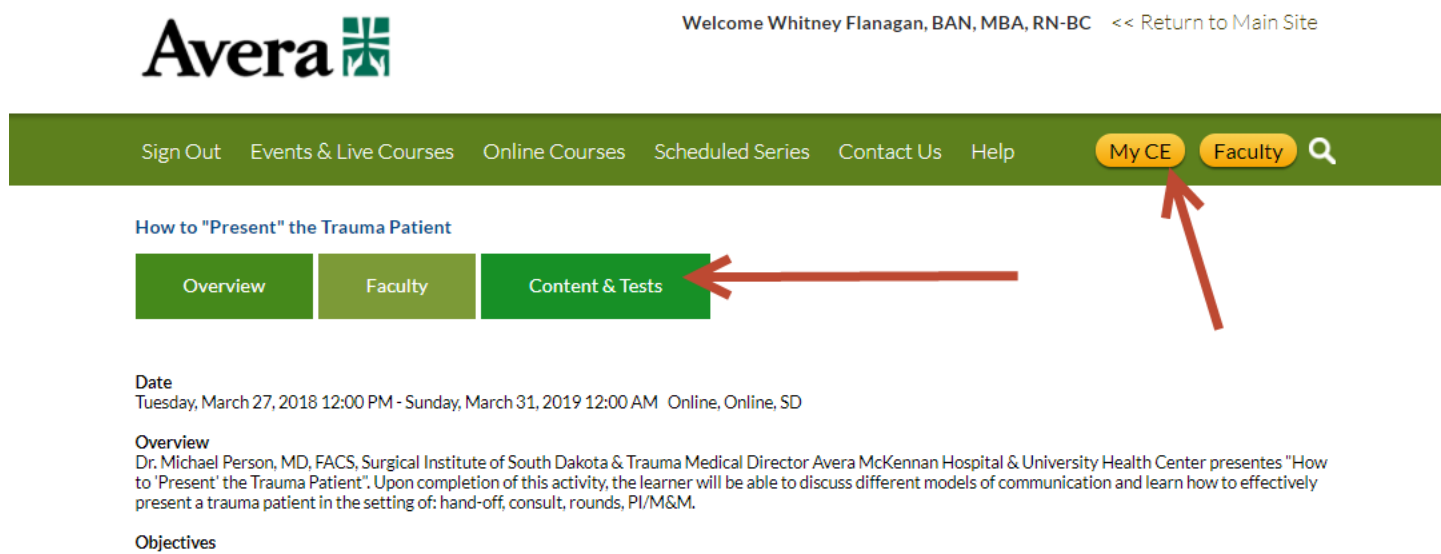 Avera
Welcome Whitney Flanagan, BAN, MBA, RN-BC << Return to Main Site
Sign Out Events & Live Courses Online Courses Scheduled Series Contact Us Help My CE Faculty
How to "Present" the Trauma Patient
Overview Faculty Content & Tests
Date
Tuesday, March 27, 2018 12:00 PM - Sunday, March 31, 2019 12:00 AM Online, Online, SD
Overview
Dr. Michael Person, MD, FACS, Surgical Institute of South Dakota & Trauma Medical Director Avera McKennan Hospital & University Health Center presentes "How
to 'Present' the Trauma Patient". Upon completion of this activity, the learner will be able to discuss different models of communication and learn how to effectively
present a trauma patient in the setting of: hand-off, consult, rounds, PI/M&M.
Objectives